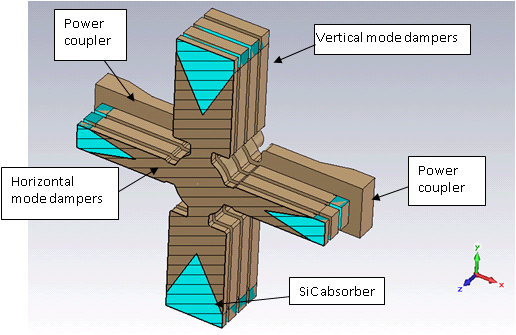 Power
coupler
Vertical mode dampers
Horizontal
mode dampers
Power
coupler
SiC absorber
y
z
x